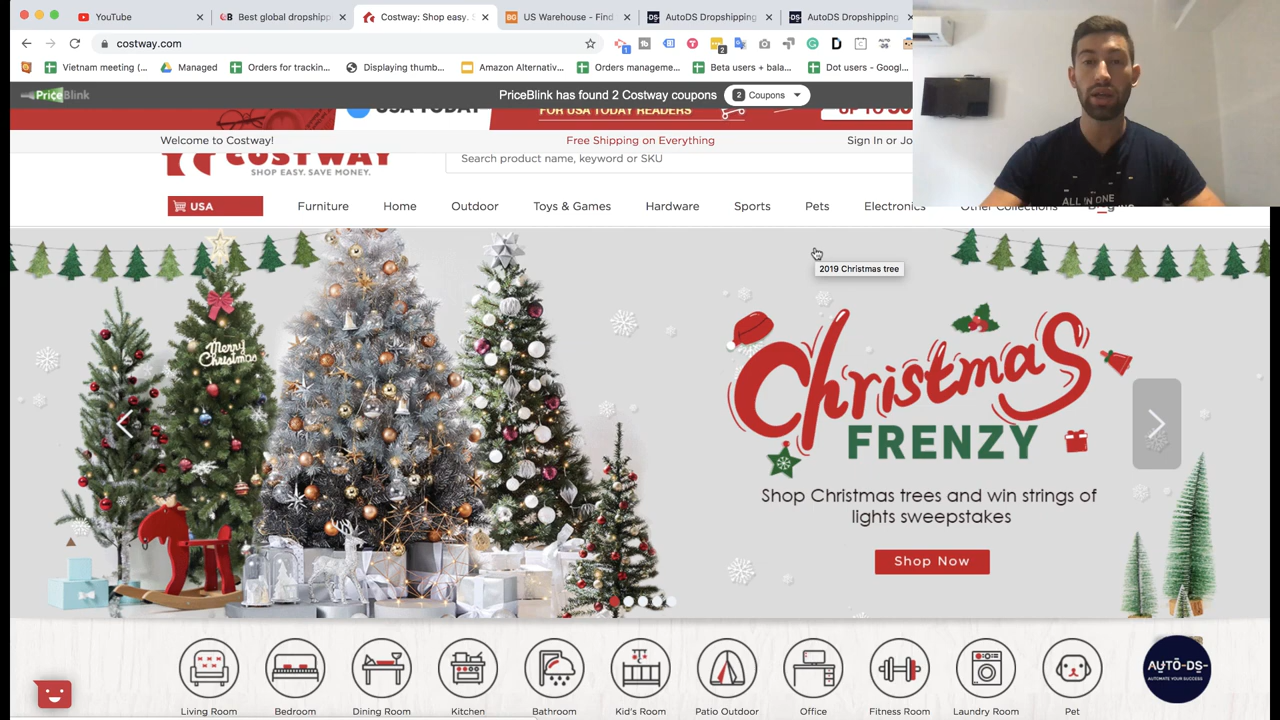 YouTube
Best global dropshipp
Costway: Shop easy. S
US Warehouse - Find
AutoDS Dropshipping
AutoDS Dropshipping
costway.com
Vietnam meeting (...
Managed
Orders for trackin...
Displaying thumb...
Amazon Alternativ...
Orders manageme...
Beta users + bala...
Dot users - Googl...
PriceBlink
PriceBlink has found 2 Costway coupons
2 Coupons
USA TODAY
FOR USA TODAY READERS
Welcome to Costway!
Free Shipping on Everything
Sign In or Jo
COSTWAY
SHOP EASY. SAVE MONEY.
Search product name, keyword or SKU
USA
Furniture
Home
Outdoor
Toys & Games
Hardware
Sports
Pets
Electronics
Other Collections
Blog
ALL IN ONE
2019 Christmas tree
Merry Christmas
Christmas
FRENZY
Shop Christmas trees and win strings of
lights sweepstakes
Shop Now
Living Room
Bedroom
Dining Room
Kitchen
Bathroom
Kid's Room
Patio Outdoor
Office
Fitness Room
Laundry Room
Pet
AUTO-DS-
AUTOMATE YOUR SUCCESS